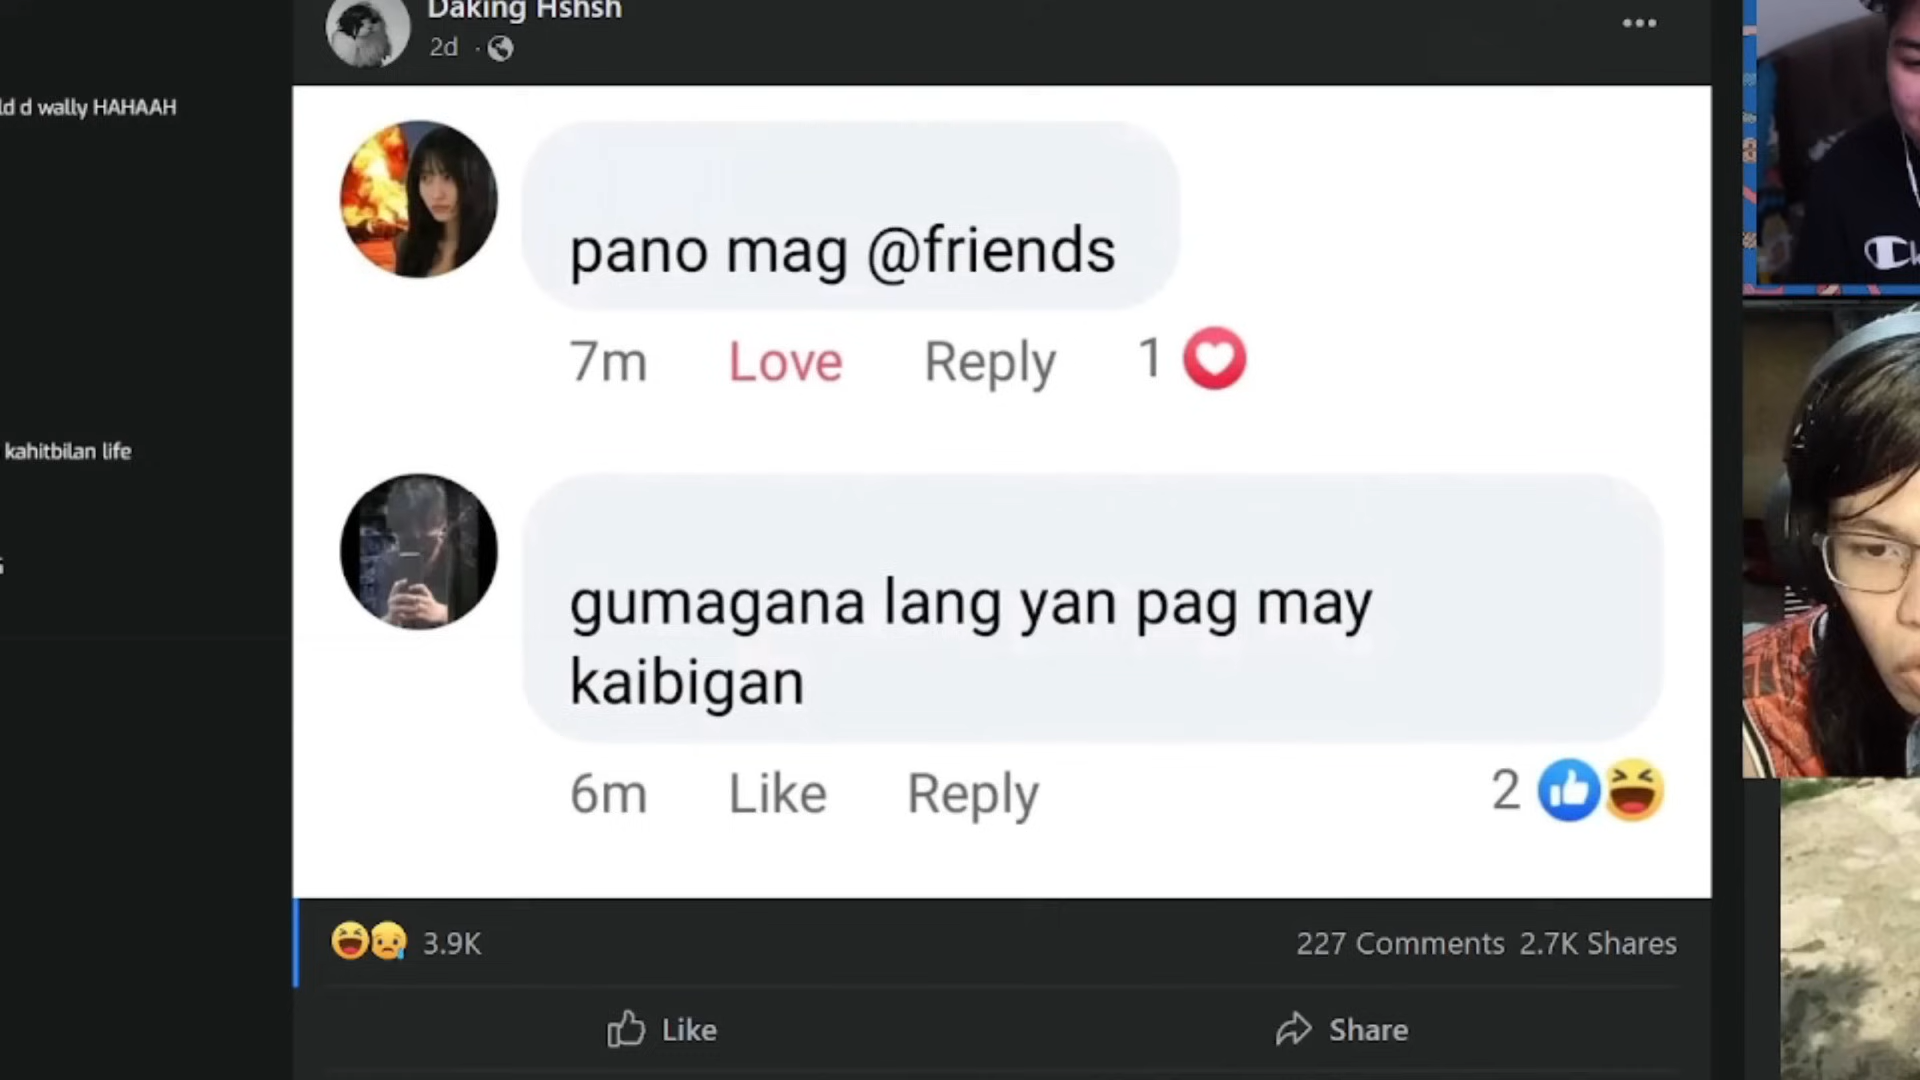 Daking Hshsh
2d
d wally HAHAAH
pano mag @friends
7m Love Reply 1
kahitbilan life
gumagana lang yan pag may
kaibigan
6m Like Reply 2
3.9K 227 Comments 2.7K Shares
Like Share